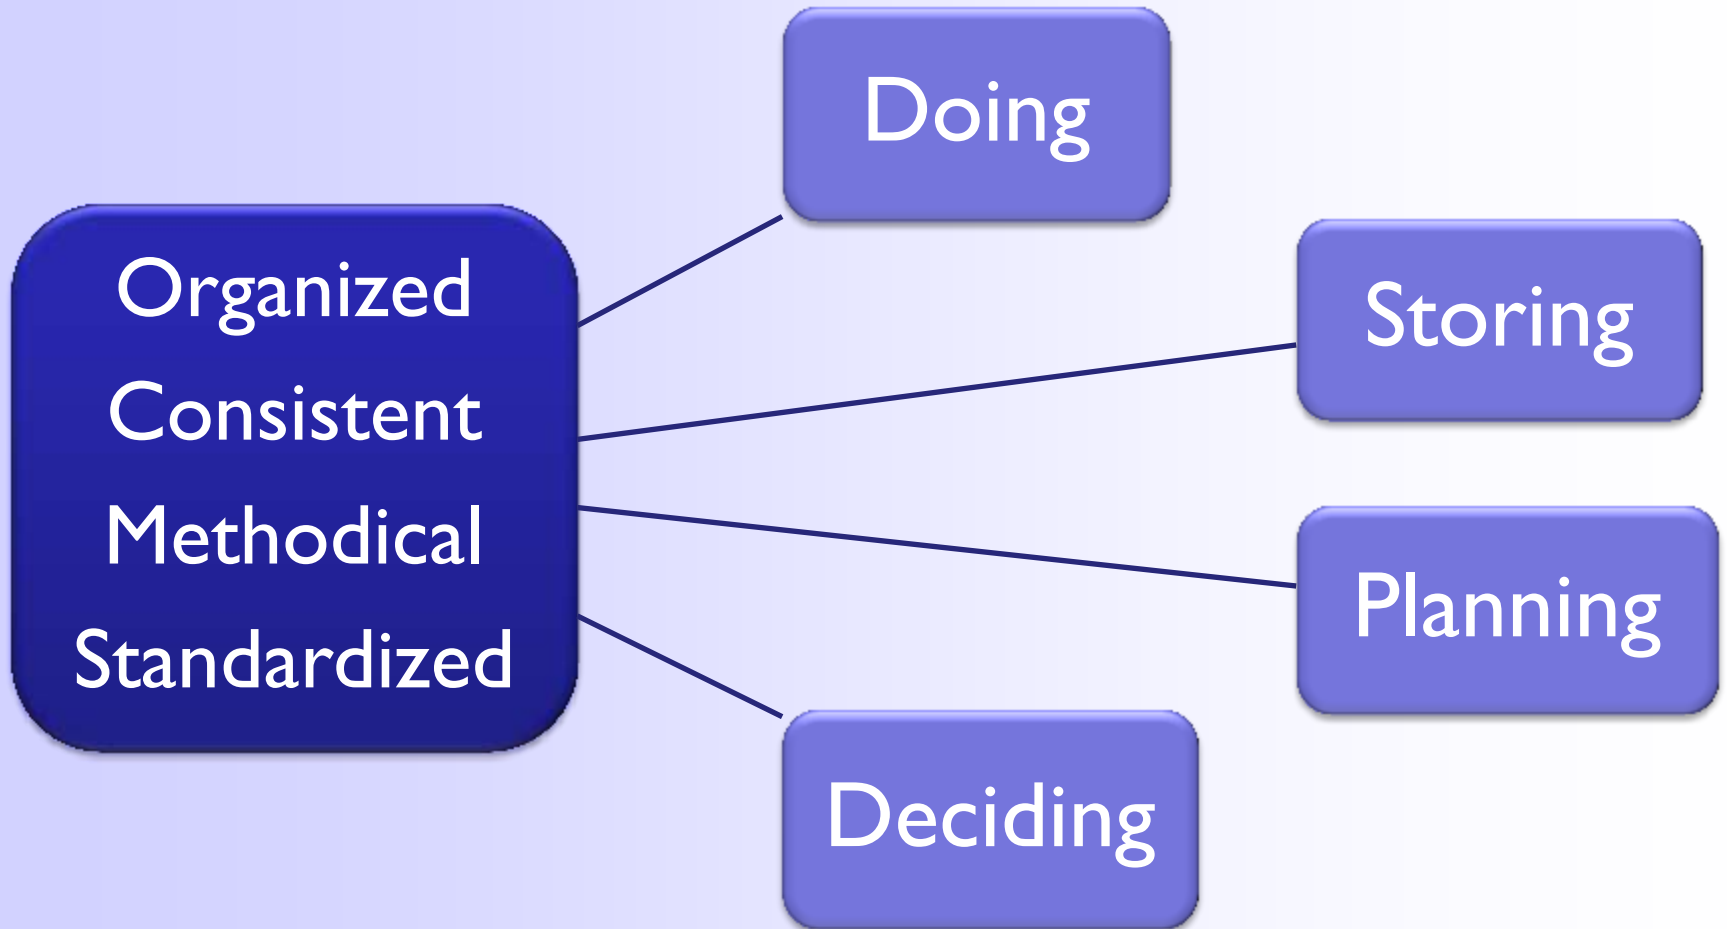 Organized
Consistent
Methodical
Standardized
Doing
Storing
Planning
Deciding